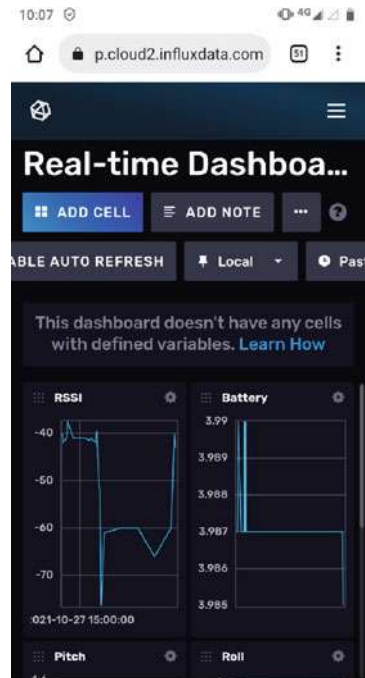 10:07
4G
p.cloud2.influxdata.com
51
Real-time Dashboa...
ADD CELL
ADD NOTE
ABLE AUTO REFRESH
Local
Pas
This dashboard doesn't have any cells
with defined variables. Learn How
RSSI
-40
-50
-60
-70
:021-10-27 15:00:00
Battery
3.99
3.989
3.988
3.987
3.986
3.985
Pitch
Roll